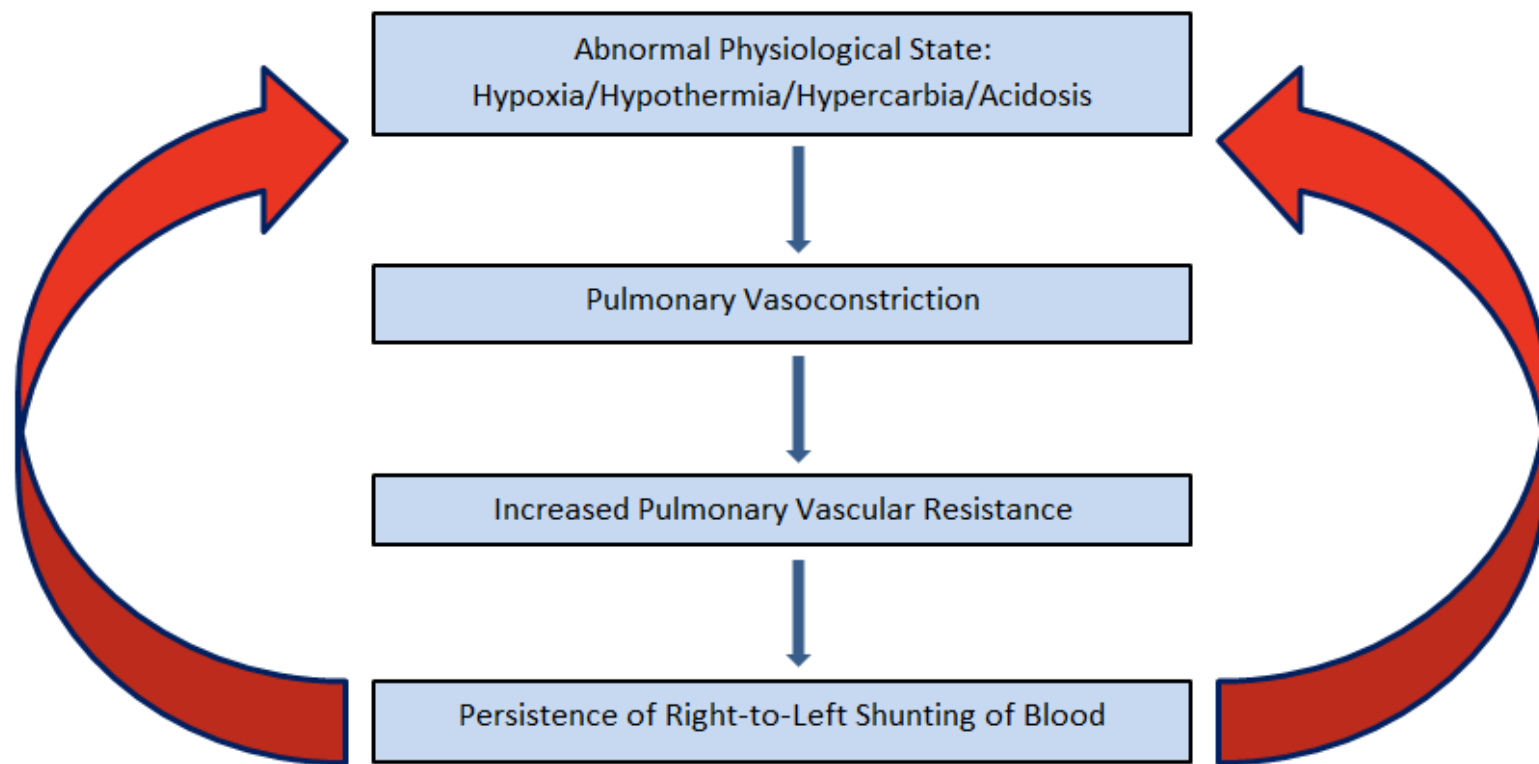 Abnormal Physiological State:
Hypoxia/Hypothermia/Hypercarbia/Acidosis
Pulmonary Vasoconstriction
Increased Pulmonary Vascular Resistance
Persistence of Right-to-Left Shunting of Blood